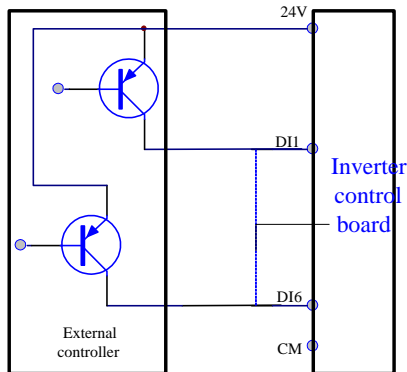 24V
DI1
Inverter
control
board
DI6
External
controller
CM